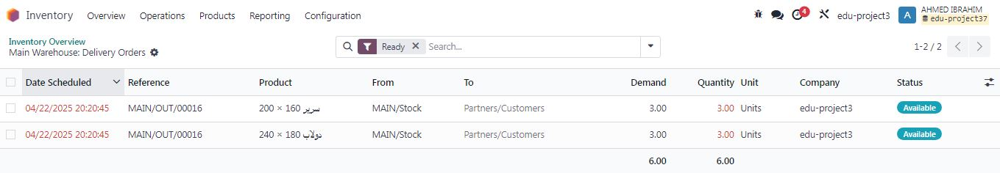 Inventory Overview Operations Products Reporting Configuration 4 edu-project3 A AHMED IBRAHIM
edu-project37
Inventory Overview
Main Warehouse: Delivery Orders Ready × Search... 1-2 / 2
Date Scheduled Reference Product From To Demand Quantity Unit Company Status
04/22/2025 20:20:45 MAIN/OUT/00016 سرير 160 × 200 MAIN/Stock Partners/Customers 3.00 3.00 Units edu-project3 Available
04/22/2025 20:20:45 MAIN/OUT/00016 دولاب 180 × 240 MAIN/Stock Partners/Customers 3.00 3.00 Units edu-project3 Available
6.00 6.00